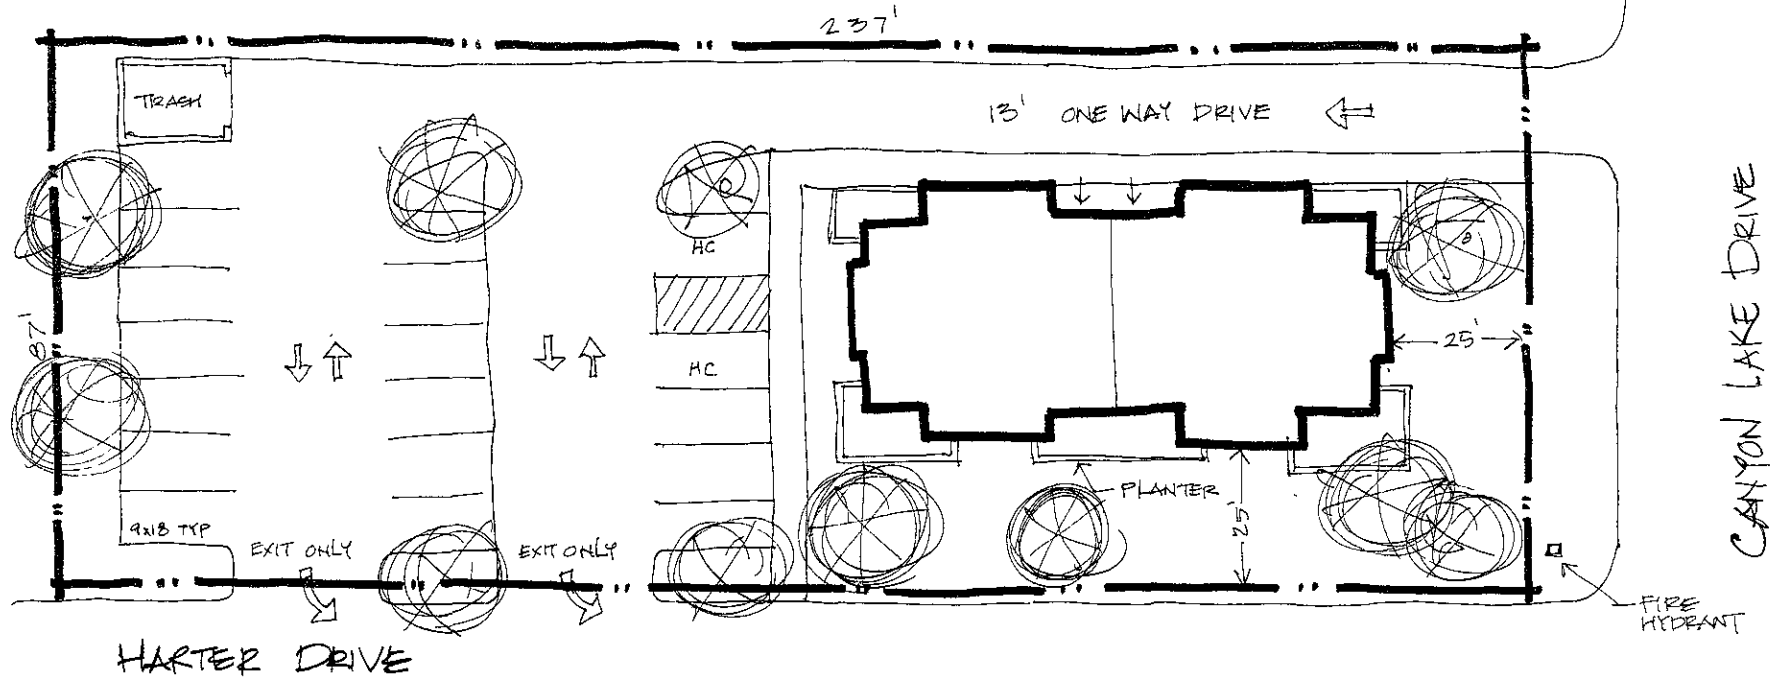 237'
TRASH
13' ONE WAY DRIVE
HC
87'
25'
HC
CANYON LAKE DRIVE
PLANTER
25'
9x18 TYP
EXIT ONLY
EXIT ONLY
FIRE
HYDRANT
HARTER DRIVE